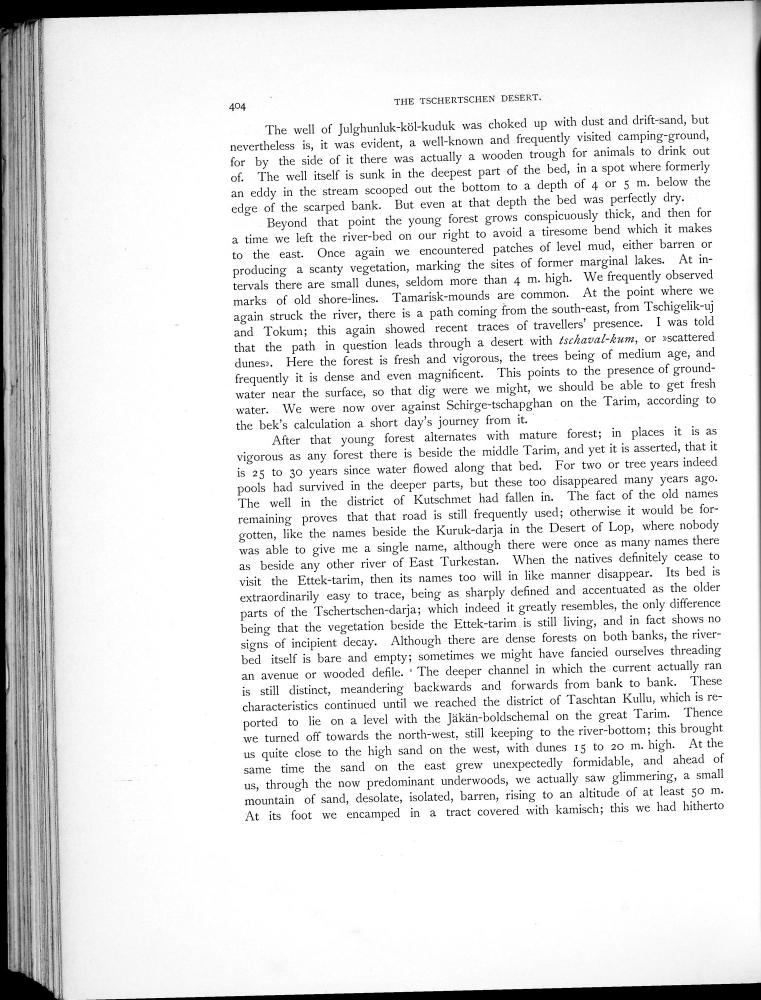 404
THE TSCHERTSCHEN DESERT.
The well of Julghunluk-köl-kuduk was choked up with dust and drift-sand, but
nevertheless is, it was evident, a well-known and frequently visited camping-ground,
for by the side of it there was actually a wooden trough for animals to drink out
of. The well itself is sunk in the deepest part of the bed, in a spot where formerly
an eddy in the stream scooped out the bottom to a depth of 4 or 5 m. below the
edge of the scarped bank. But even at that depth the bed was perfectly dry.
Beyond that point the young forest grows conspicuously thick, and then for
a time we left the river-bed on our right to avoid a tiresome bend which it makes
to the east. Once again we encountered patches of level mud, either barren or
producing a scanty vegetation, marking the sites of former marginal lakes. At in-
tervals there are small dunes, seldom more than 4 m. high. We frequently observed
marks of old shore-lines. Tamarisk-mounds are common. At the point where we
again struck the river, there is a path coming from the south-east, from Tschigelik-uj
and Tokum; this again showed recent traces of travellers' presence. I was told
that the path in question leads through a desert with tschaval-kum, or »scattered
dunes». Here the forest is fresh and vigorous, the trees being of medium age, and
frequently it is dense and even magnificent. This points to the presence of ground-
water near the surface, so that dig were we might, we should be able to get fresh
water. We were now over against Schirge-tschapghan on the Tarim, according to
the bek's calculation a short day's journey from it.
After that young forest alternates with mature forest; in places it is as
vigorous as any forest there is beside the middle Tarim, and yet it is asserted, that it
is 25 to 30 years since water flowed along that bed. For two or tree years indeed
pools had survived in the deeper parts, but these too disappeared many years ago.
The well in the district of Kutschmet had fallen in. The fact of the old names
remaining proves that that road is still frequently used; otherwise it would be for-
gotten, like the names beside the Kuruk-darja in the Desert of Lop, where nobody
was able to give me a single name, although there were once as many names there
as beside any other river of East Turkestan. When the natives definitely cease to
visit the Ettek-tarim, then its names too will in like manner disappear. Its bed is
extraordinarily easy to trace, being as sharply defined and accentuated as the older
parts of the Tschertschen-darja; which indeed it greatly resembles, the only difference
being that the vegetation beside the Ettek-tarim is still living, and in fact shows no
signs of incipient decay. Although there are dense forests on both banks, the river-
bed itself is bare and empty; sometimes we might have fancied ourselves threading
an avenue or wooded defile. The deeper channel in which the current actually ran
is still distinct, meandering backwards and forwards from bank to bank. These
characteristics continued until we reached the district of Taschtan Kullu, which is re-
ported to lie on a level with the Jäkän-boldschemal on the great Tarim. Thence
we turned off towards the north-west, still keeping to the river-bottom; this brought
us quite close to the high sand on the west, with dunes 15 to 20 m. high. At the
same time the sand on the east grew unexpectedly formidable, and ahead of
us, through the now predominant underwoods, we actually saw glimmering, a small
mountain of sand, desolate, isolated, barren, rising to an altitude of at least 50 m.
At its foot we encamped in a tract covered with kamisch; this we had hitherto